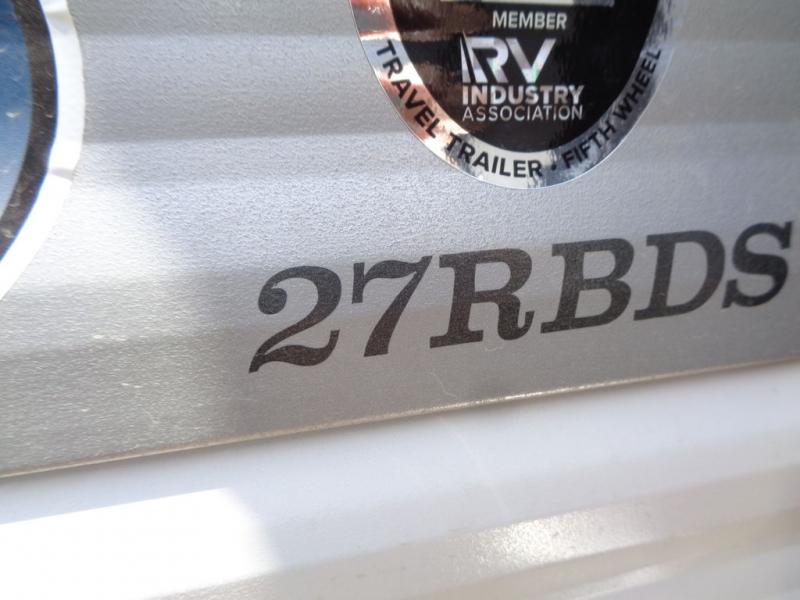 MEMBER
RV
INDUSTRY
ASSOCIATION
TRAVEL TRAILER · FIFTH WHEEL
27RBDS